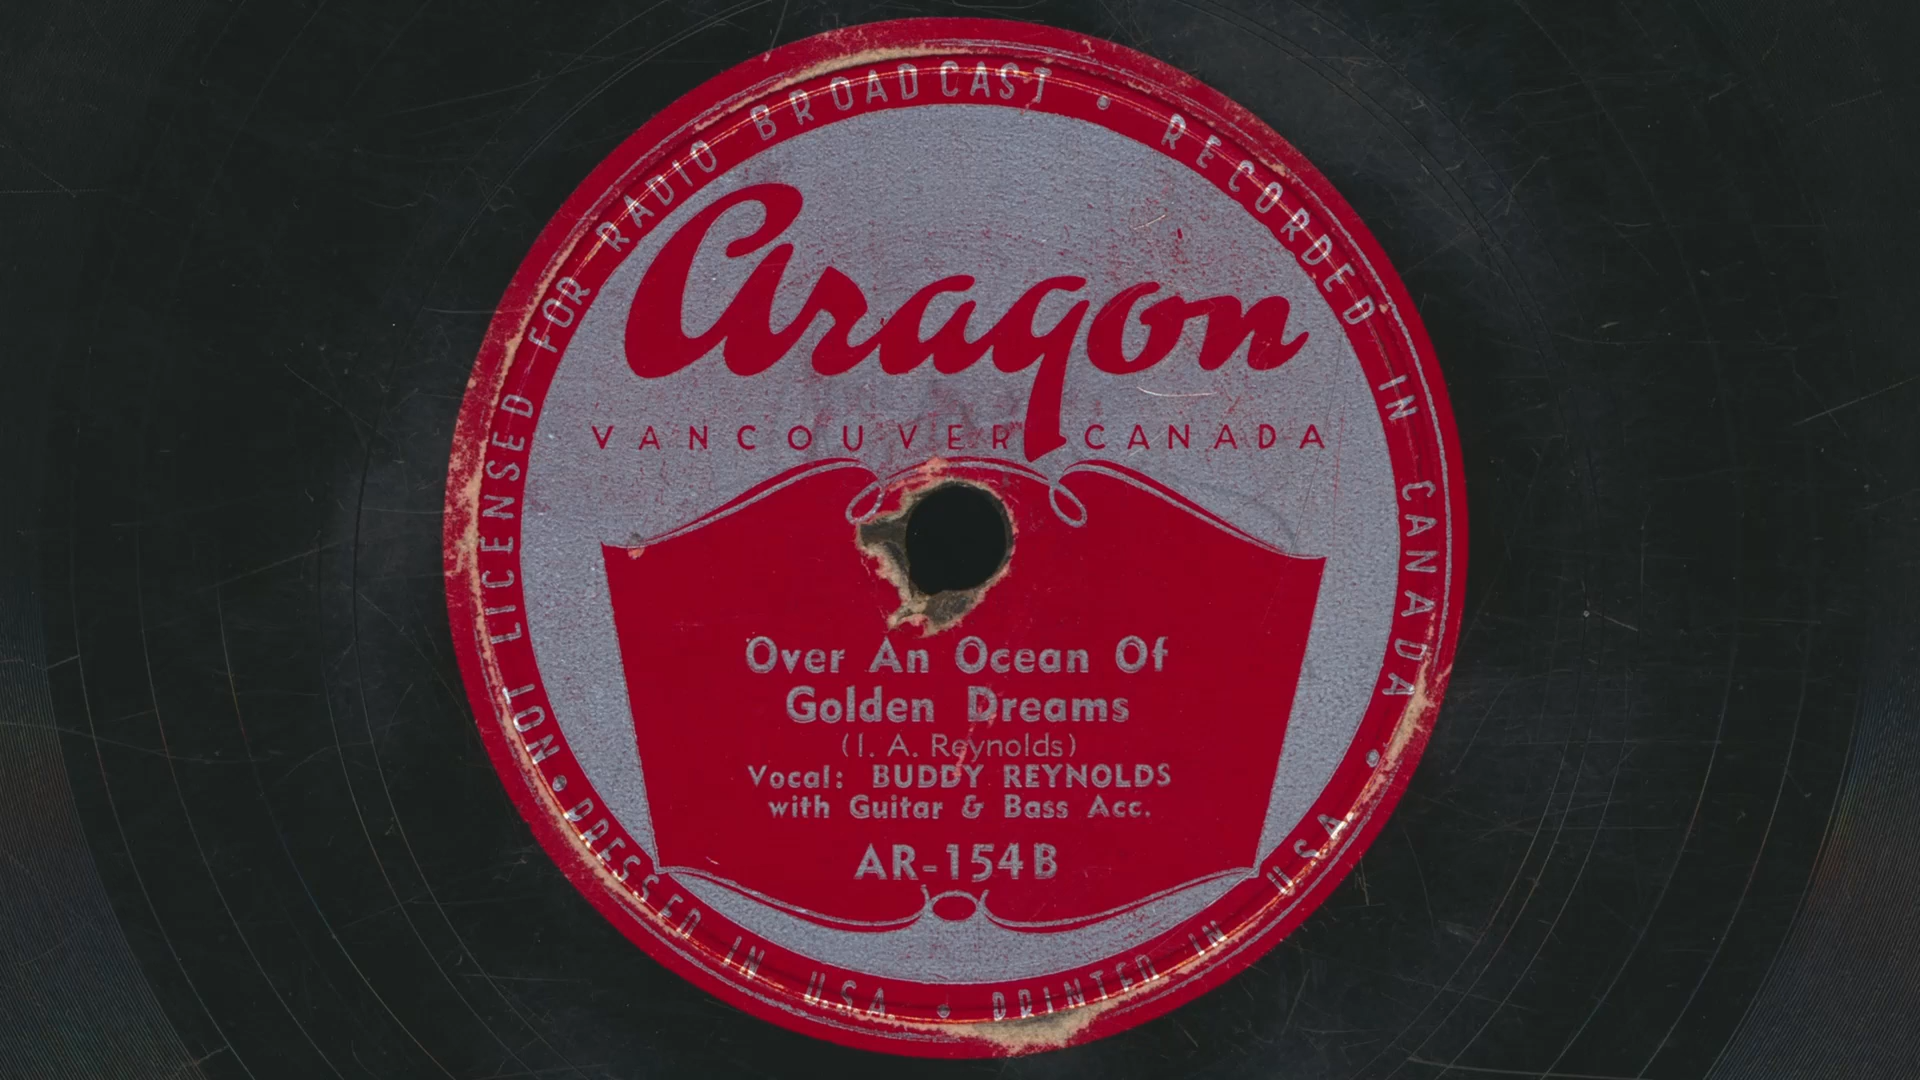 Aragon
VANCOUVER CANADA
Over An Ocean Of
Golden Dreams
(I. A. Reynolds)
Vocal: BUDDY REYNOLDS
with Guitar & Bass Acc.
AR-154B
NOT LICENSED FOR RADIO BROADCAST • RECORDED IN CANADA • PRINTED IN U.S.A. • PRESSED IN U.S.A. •